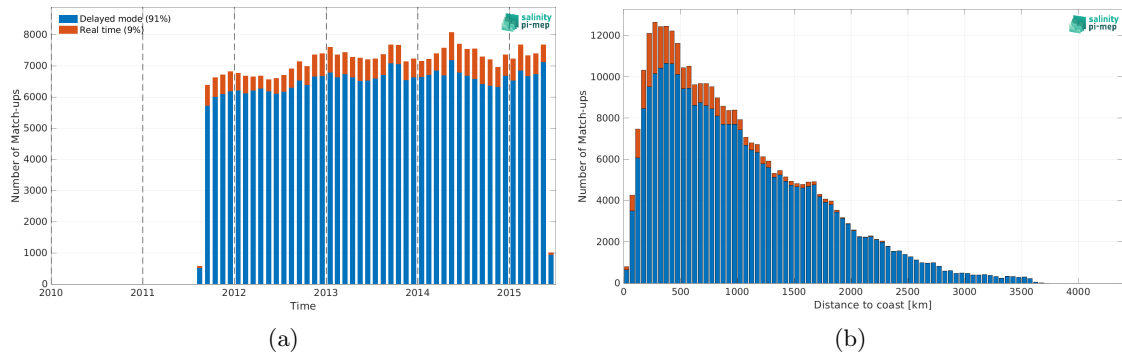 Delayed mode (91%)
Real time (9%)
salinity
pi-mep
Number of Match-ups
8000
7000
6000
5000
4000
3000
2000
1000
0
2010 2011 2012 2013 2014 2015
Time
(a)
salinity
pi-mep
Number of Match-ups
12000
10000
8000
6000
4000
2000
0
0 500 1000 1500 2000 2500 3000 3500 4000
Distance to coast [km]
(b)